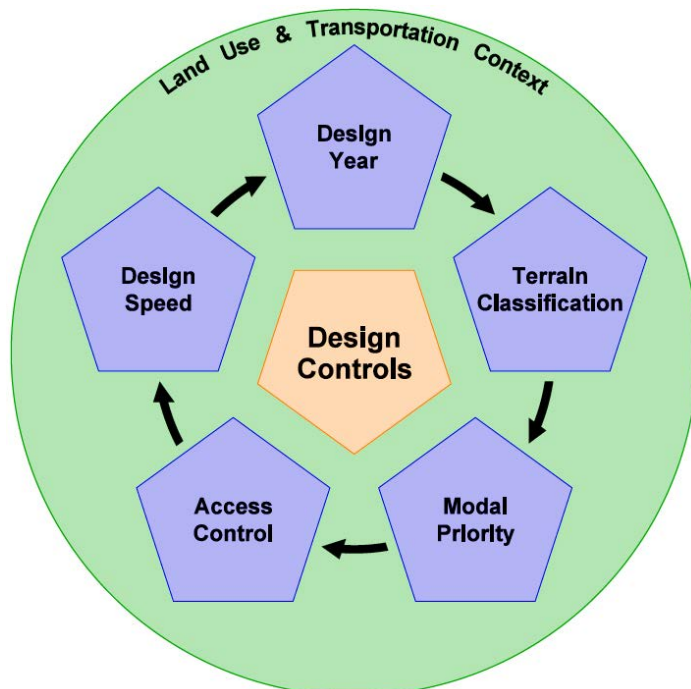 Land Use & Transportation Context
Design
Year
Design
Speed
Terrain
Classification
Design
Controls
Access
Control
Modal
Priority